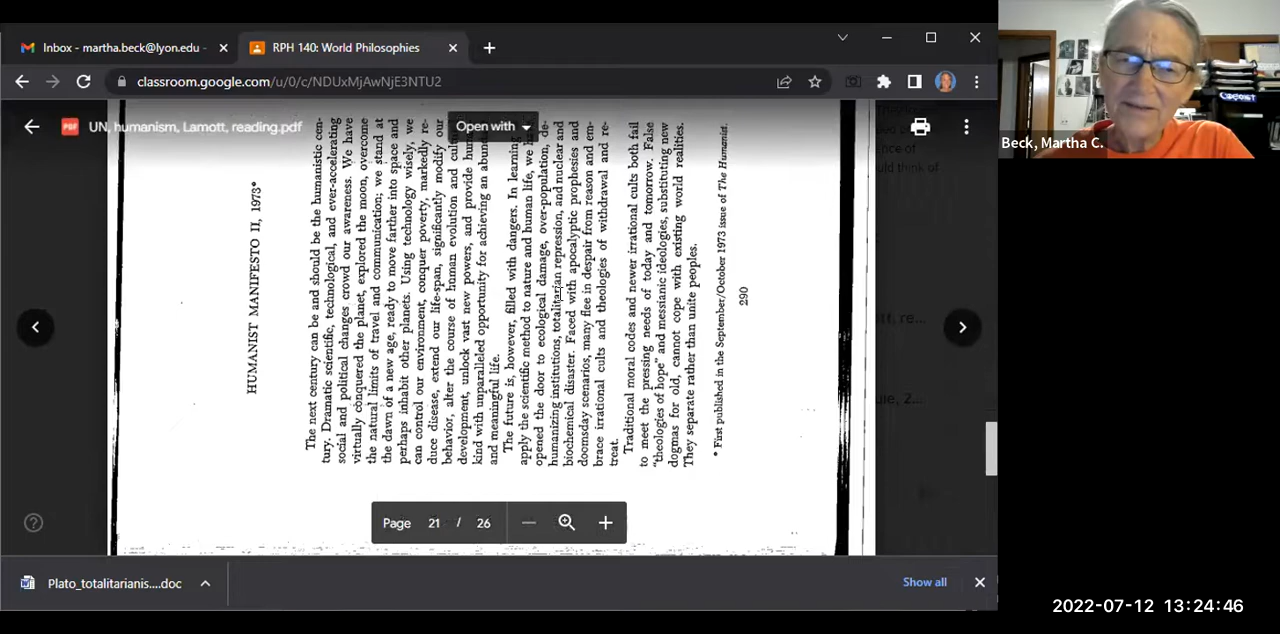 Inbox - martha.beck@lyon.edu -
RPH 140: World Philosophies
classroom.google.com/u/0/c/NDUxMjAwNjE3NTU2
UN, humanism, Lamott, reading.pdf
Open with
HUMANIST MANIFESTO II, 1973*
The next century can be and should be the humanistic cen-
tury. Dramatic scientific, technological, and ever-accelerating
social and political changes crowd our awareness. We have
virtually conquered the planet, explored the moon, overcome
the natural limits of travel and communication; we stand at
the dawn of a new age, ready to move farther into space and
perhaps inhabit other planets. Using technology wisely, we
can control our environment, conquer poverty, markedly re-
duce disease, extend our life-span, significantly modify our
behavior, alter the course of human evolution and cult
development, unlock vast new powers, and provide hum
kind with unparalleled opportunity for achieving an abund
and meaningful life.
The future is, however, filled with dangers. In learning
apply the scientific method to nature and human life, we
opened the door to ecological damage, over-population, de-
humanizing institutions, totalitarian repression, and nuclear and
biochemical disaster. Faced with apocalyptic prophesies and
doomsday scenarios, many flee in despair from reason and em-
brace irrational cults and theologies of withdrawal and re-
treat.
Traditional moral codes and newer irrational cults both fail
to meet the pressing needs of today and tomorrow. False
"theologies of hope" and messianic ideologies, substituting new
dogmas for old, cannot cope with existing world realities.
They separate rather than unite peoples.
* First published in the September/October 1973 issue of The Humanist.
290
Page 21 / 26
Plato_totalitarianis....doc
Show all
Beck, Martha C.
2022-07-12 13:24:46